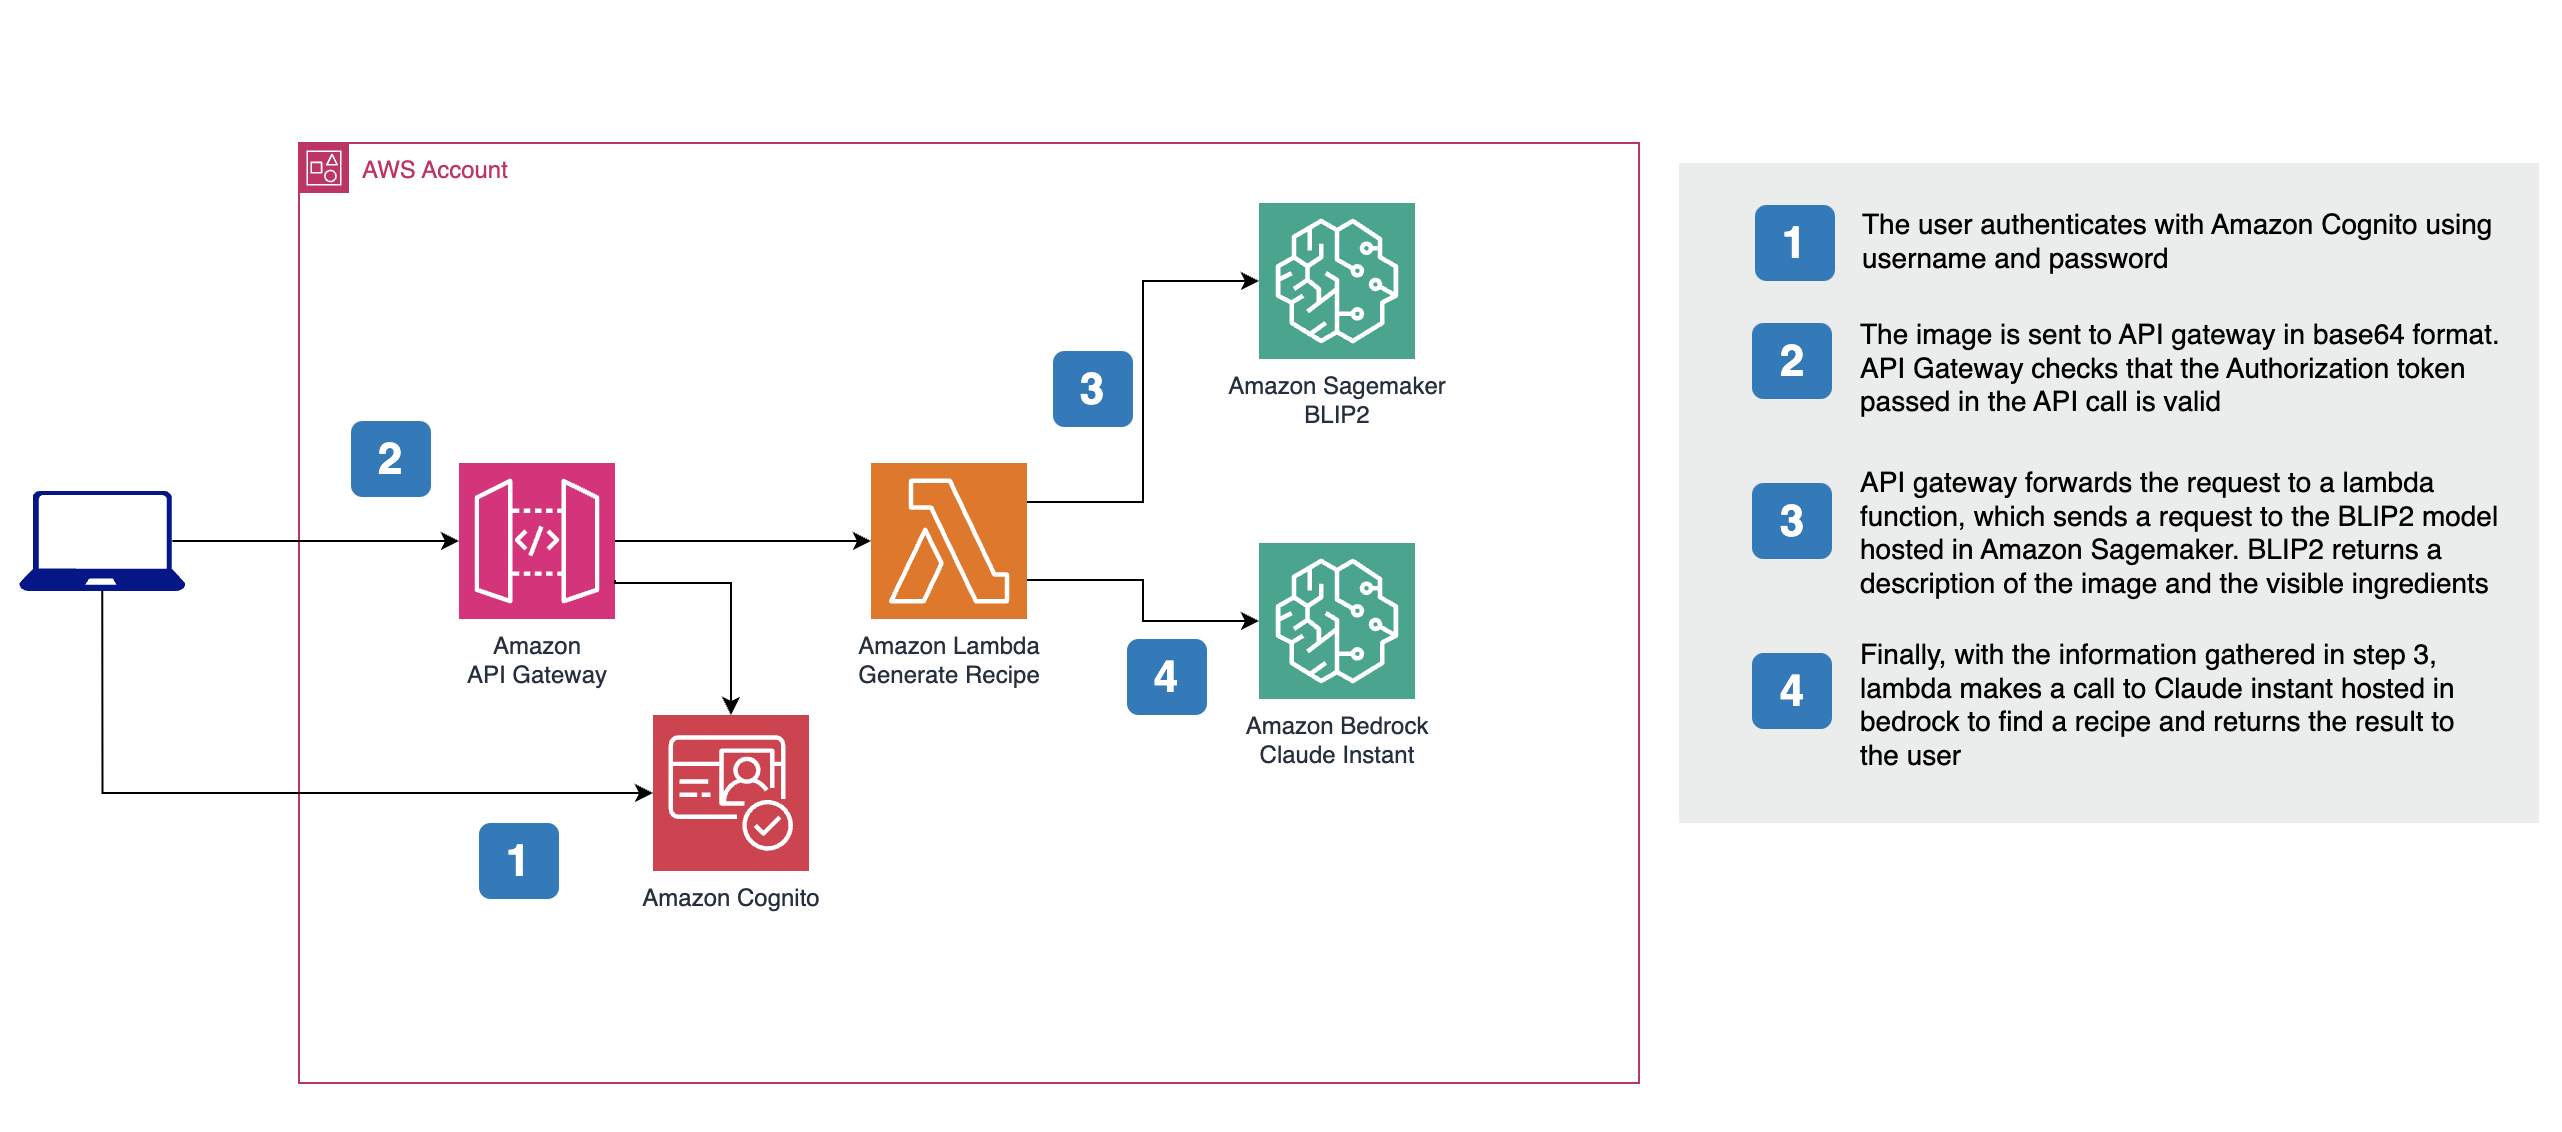 AWS Account
2
Amazon
API Gateway
1
Amazon Cognito
Amazon Lambda
Generate Recipe
3
Amazon Sagemaker
BLIP2
4
Amazon Bedrock
Claude Instant
1
The user authenticates with Amazon Cognito using
username and password
2
The image is sent to API gateway in base64 format.
API Gateway checks that the Authorization token
passed in the API call is valid
3
API gateway forwards the request to a lambda
function, which sends a request to the BLIP2 model
hosted in Amazon Sagemaker. BLIP2 returns a
description of the image and the visible ingredients
4
Finally, with the information gathered in step 3,
lambda makes a call to Claude instant hosted in
bedrock to find a recipe and returns the result to
the user